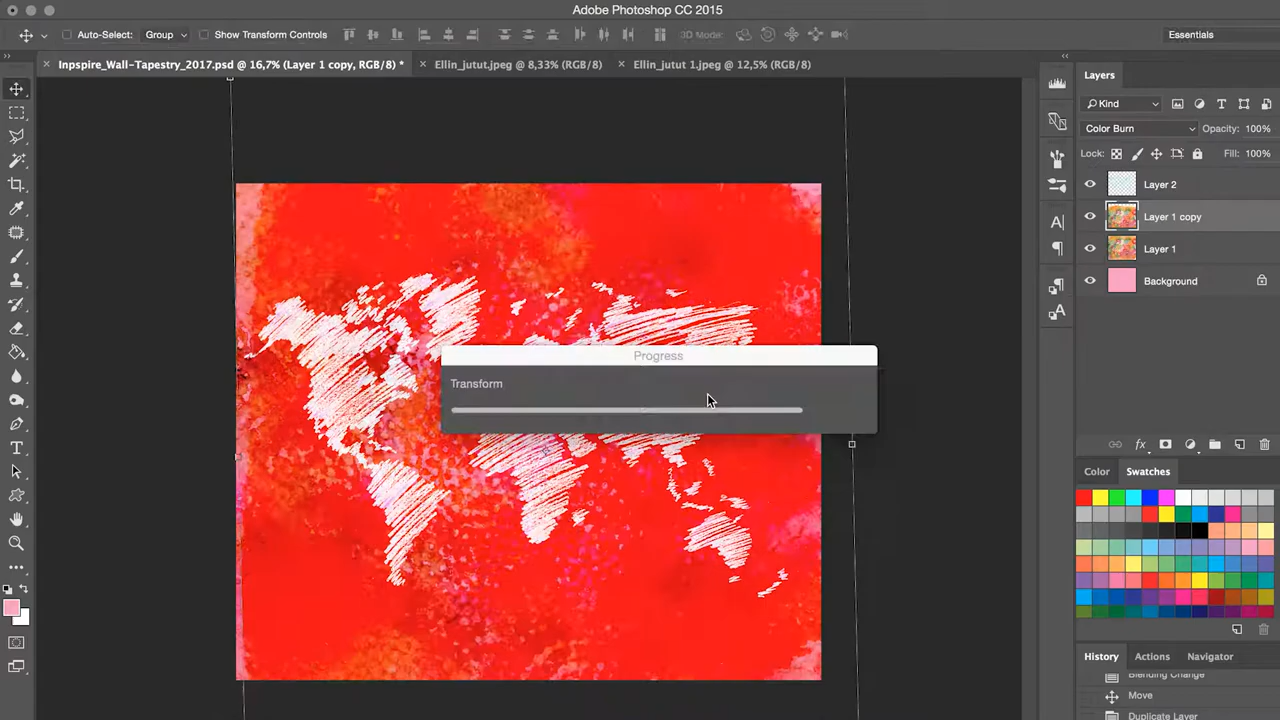 Adobe Photoshop CC 2015
Auto-Select: Group Show Transform Controls 3D Mode: Essentials
Inpspire_Wall-Tapestry_2017.psd @ 16,7% (Layer 1 copy, RGB/8) * Ellin_jutut.jpeg @ 8,33% (RGB/8) Ellin_jutut 1.jpeg @ 12,5% (RGB/8)
Layers
Kind
Color Burn Opacity: 100%
Lock: Fill: 100%
Layer 2
Layer 1 copy
Layer 1
Background
Progress
Transform
Color Swatches
History Actions Navigator
Blending Change
Move
Duplicate Layer